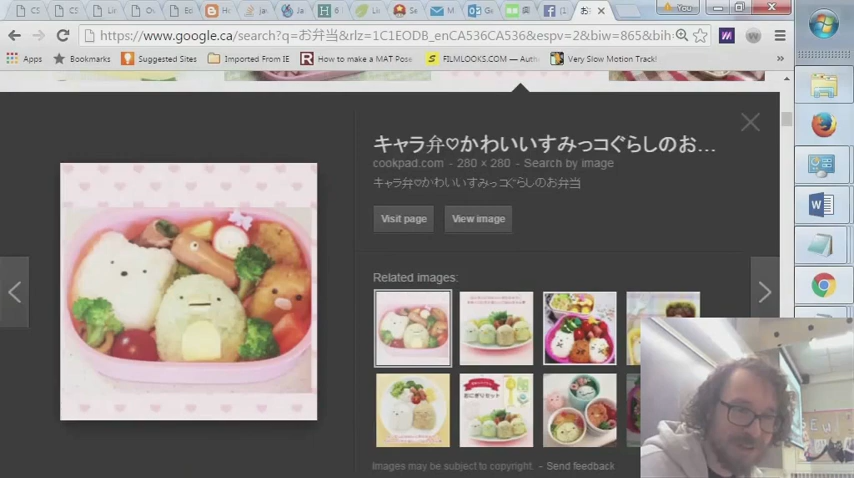 You
https://www.google.ca/search?q=お弁当&rlz=1C1EODB_enCA536CA536&espv=2&biw=865&bih=
Apps Bookmarks Suggested Sites Imported From IE How to make a MAT Pose FILMLOOKS.COM — Auth Very Slow Motion Track!
キャラ弁♡かわいいすみっコぐらしのお...
cookpad.com - 280 × 280 - Search by image
キャラ弁♡かわいいすみっコぐらしのお弁当
Visit page View image
Related images:
Images may be subject to copyright. - Send feedback